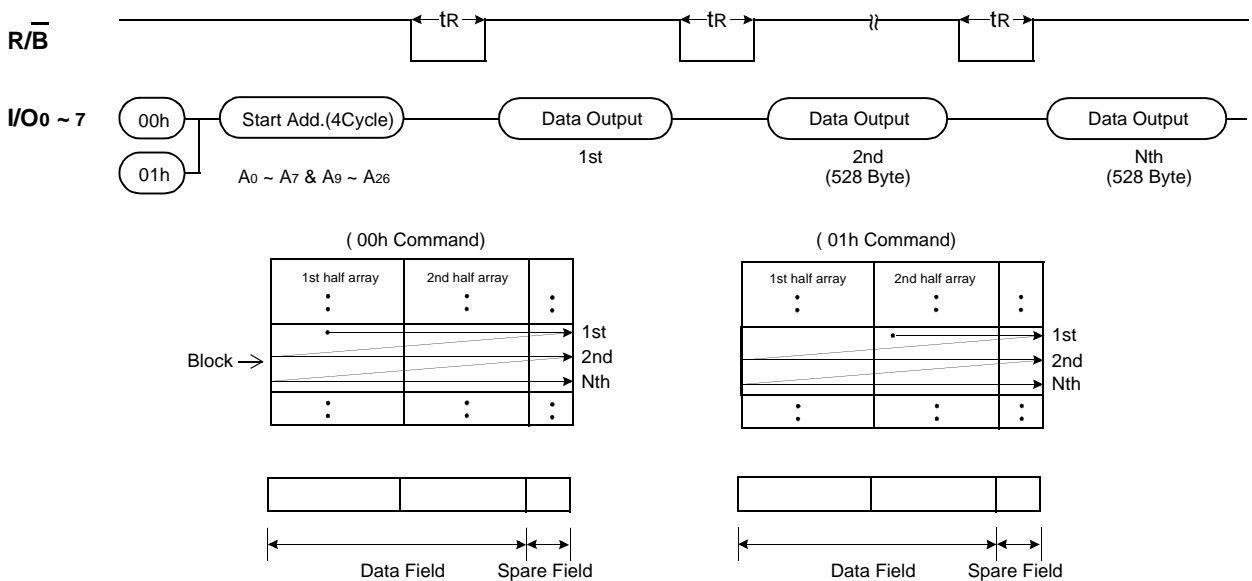 R/B
tR
tR
tR
I/O0 ~ 7
00h
Start Add.(4Cycle)
Data Output
Data Output
Data Output
01h
A0 ~ A7 & A9 ~ A26
1st
2nd
(528 Byte)
Nth
(528 Byte)
( 00h Command)
1st half array
2nd half array
Block
1st
2nd
Nth
Data Field
Spare Field
( 01h Command)
1st half array
2nd half array
1st
2nd
Nth
Data Field
Spare Field